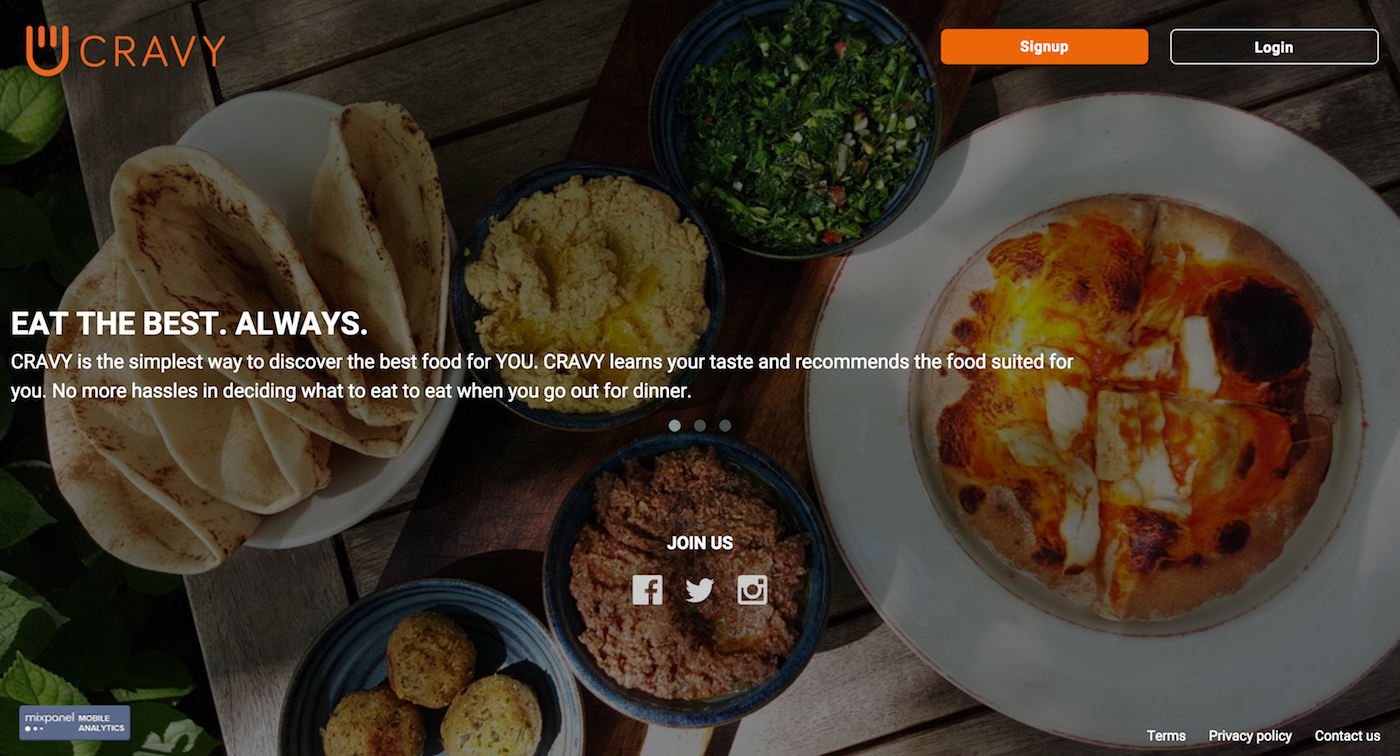 CRAVY
Signup
Login
EAT THE BEST. ALWAYS.
CRAVY is the simplest way to discover the best food for YOU. CRAVY learns your taste and recommends the food suited for
you. No more hassles in deciding what to eat to eat when you go out for dinner.
JOIN US
mixpanel MOBILE
ANALYTICS
Terms
Privacy policy
Contact us